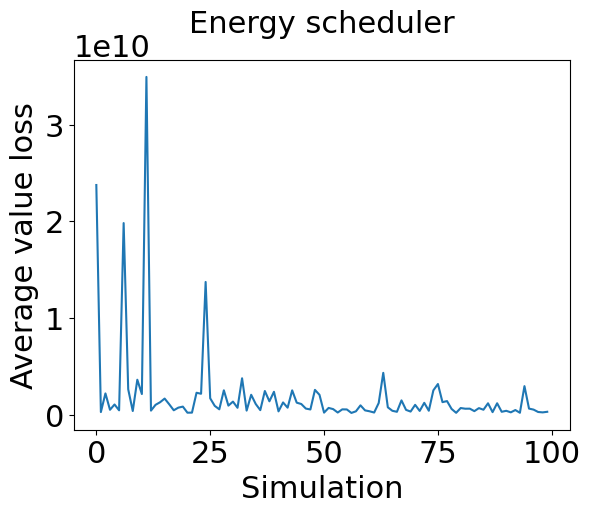 Energy scheduler
1e10
Average value loss
3
2
1
0
0 25 50 75 100
Simulation